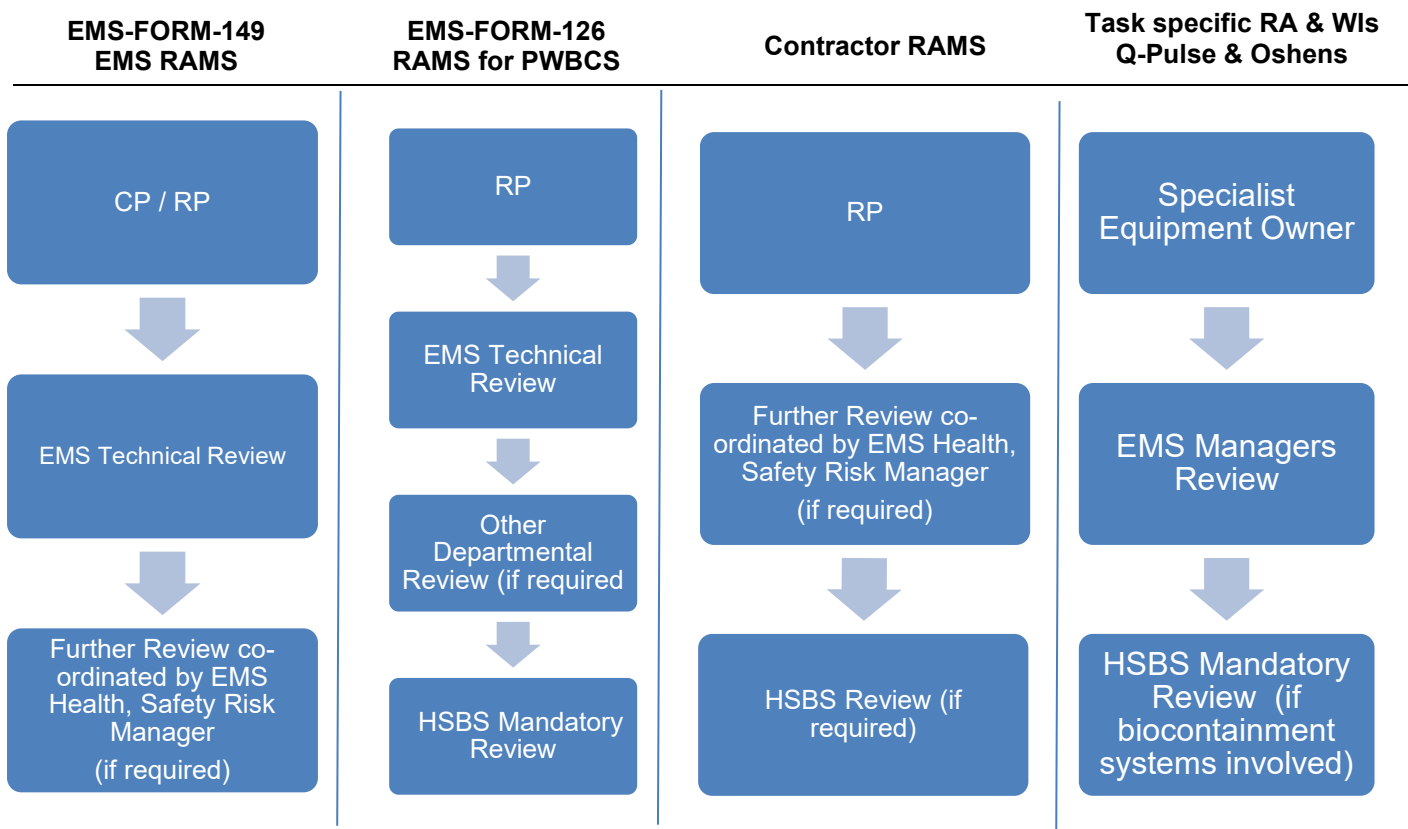 EMS-FORM-149
EMS RAMS
CP / RP
EMS Technical Review
Further Review co-
ordinated by EMS
Health, Safety Risk
Manager
(if required)
EMS-FORM-126
RAMS for PWBCS
RP
EMS Technical
Review
Other
Departmental
Review (if required
HSBS Mandatory
Review
Contractor RAMS
RP
Further Review co-
ordinated by EMS Health,
Safety Risk Manager
(if required)
HSBS Review (if
required)
Task specific RA & WIs
Q-Pulse & Oshens
Specialist
Equipment Owner
EMS Managers
Review
HSBS Mandatory
Review (if
biocontainment
systems involved)